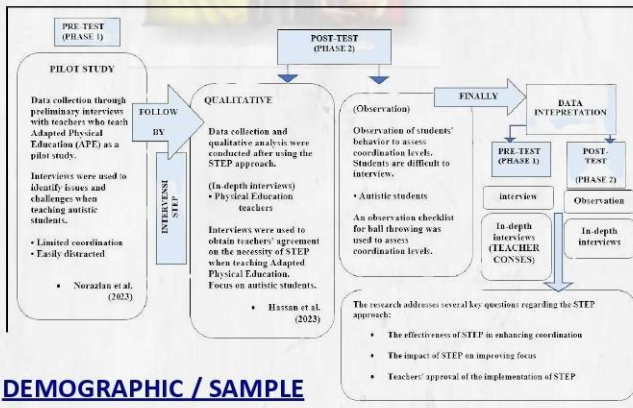 PRE-TEST
(PHASE 1)
PILOT STUDY
Data collection through
preliminary interviews
with teachers who teach
Adapted Physical
Education (APE) as a
pilot study.
Interviews were used to
identify issues and
challenges when
teaching autistic
students.
• Limited coordination
• Easily distracted
• Norazlan et al.
(2023)
FOLLOW
BY
INTERVENSI
STEP
POST-TEST
(PHASE 2)
QUALITATIVE
Data collection and
qualitative analysis were
conducted after using the
STEP approach.
(In-depth interviews)
• Physical Education
teachers
Interviews were used to
obtain teachers' agreement
on the necessity of STEP
when teaching Adapted
Physical Education.
Focus on autistic students.
• Hassan et al.
(2023)
(Observation)
Observation of students'
behavior to assess
coordination levels.
Students are difficult to
interview.
• Autistic students
An observation checklist
for ball throwing was
used to assess
coordination levels.
FINALLY
DATA
INTEPRETATION
PRE-TEST
(PHASE 1)
interview
In-depth
interviews
(TEACHER
CONSES)
POST-
TEST
(PHASE 2)
Observation
In-depth
interviews
The research addresses several key questions regarding the STEP
approach:
• The effectiveness of STEP in enhancing coordination
• The impact of STEP on improving focus
• Teachers' approval of the implementation of STEP
DEMOGRAPHIC / SAMPLE